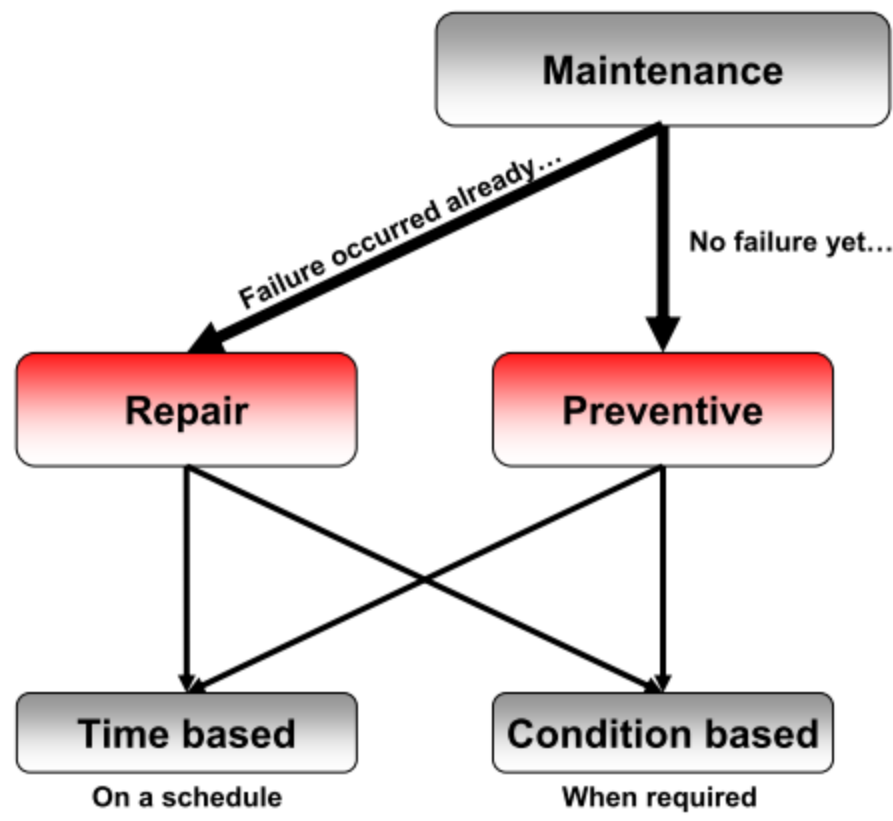 Maintenance
Failure occurred already…
No failure yet…
Repair
Preventive
Time based
Condition based
On a schedule
When required